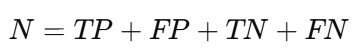 N = TP + FP + TN + FN